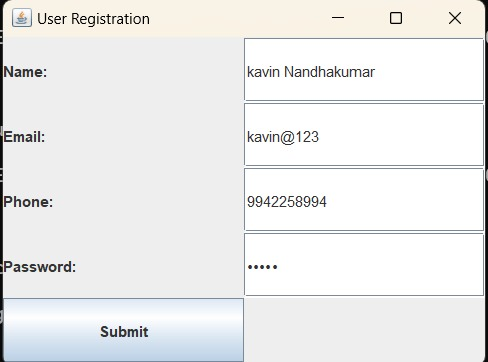 User Registration
Name: kavin Nandhakumar
Email: kavin@123
Phone: 9942258994
Password: •••••
Submit